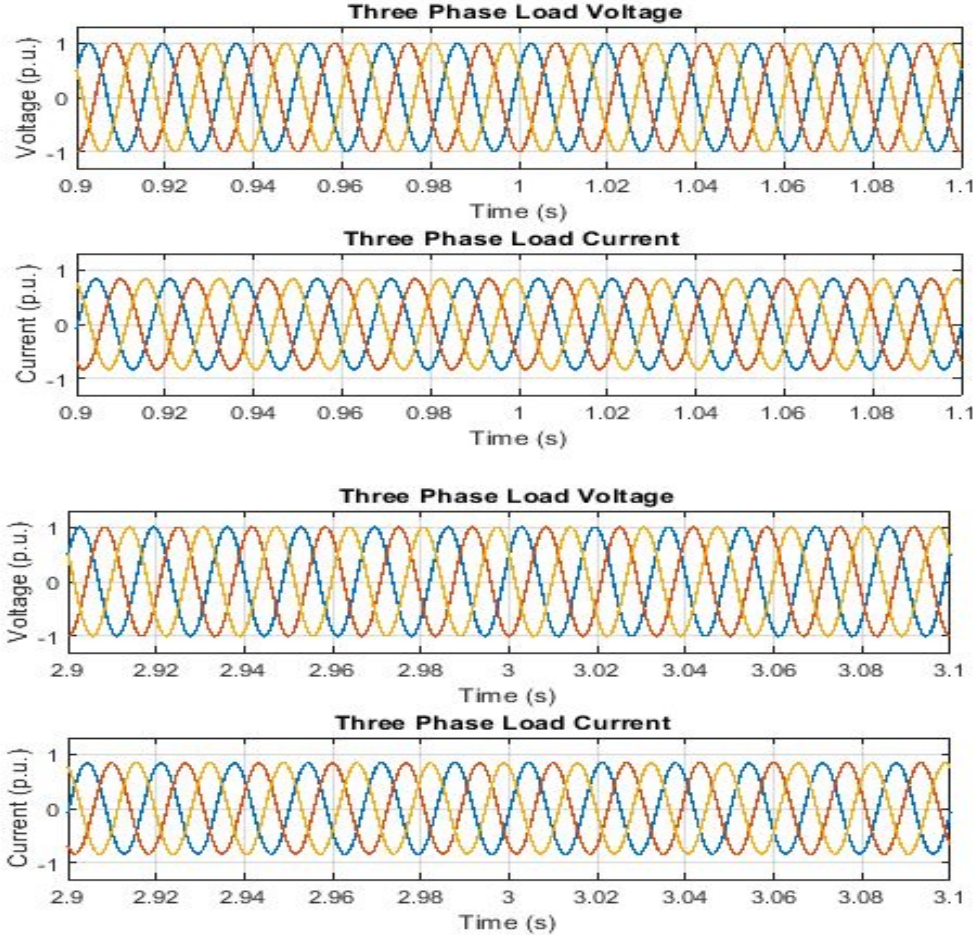 Three Phase Load Voltage
Voltage (p.u.)
1
0
-1
0.9 0.92 0.94 0.96 0.98 1 1.02 1.04 1.06 1.08 1.1
Time (s)
Three Phase Load Current
Current (p.u.)
1
0
-1
0.9 0.92 0.94 0.96 0.98 1 1.02 1.04 1.06 1.08 1.1
Time (s)
Three Phase Load Voltage
Voltage (p.u.)
1
0
-1
2.9 2.91 2.92 2.94 2.96 2.98 3 3.02 3.04 3.06 3.08 3.1
Time (s)
Three Phase Load Current
Current (p.u.)
1
0
-1
2.9 2.91 2.92 2.94 2.96 2.98 3 3.02 3.04 3.06 3.08 3.1
Time (s)